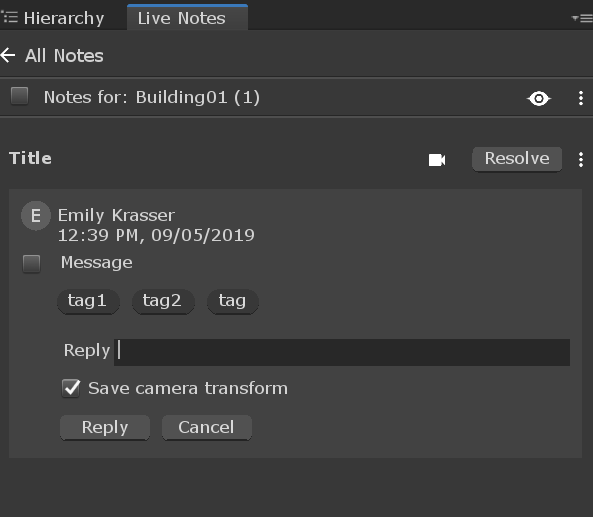 Hierarchy Live Notes
All Notes
Notes for: Building01 (1)
Title Resolve
E Emily Krasser
12:39 PM, 09/05/2019
Message
tag1 tag2 tag
Reply
Save camera transform
Reply Cancel